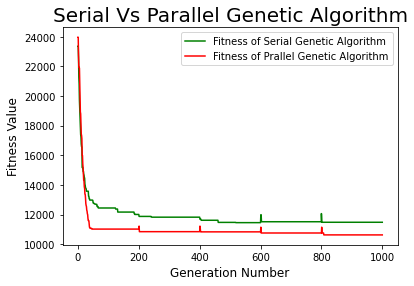 Serial Vs Parallel Genetic Algorithm
Fitness of Serial Genetic Algorithm
Fitness of Prallel Genetic Algorithm
Fitness Value
24000
22000
20000
18000
16000
14000
12000
10000
0 200 400 600 800 1000
Generation Number